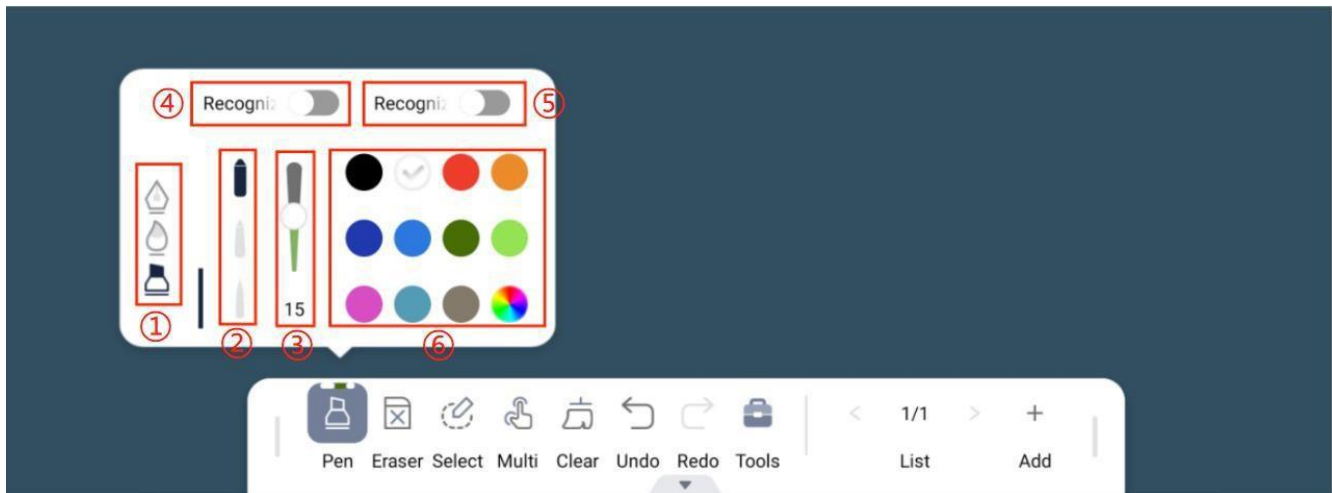 ④ Recogni Recogni ⑤
15
① ② ③ ⑥
1/1
Pen Eraser Select Multi Clear Undo Redo Tools List Add